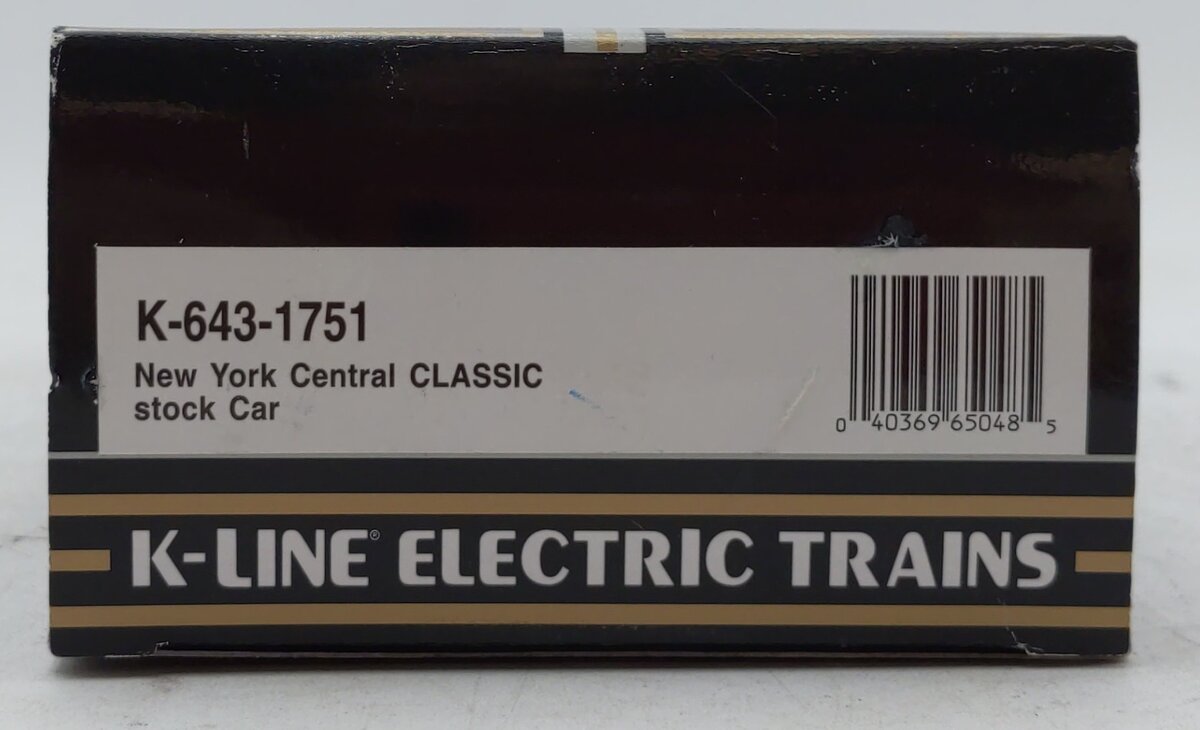 K-643-1751
New York Central CLASSIC
stock Car
0 40369 65048 5
K-LINE® ELECTRIC TRAINS